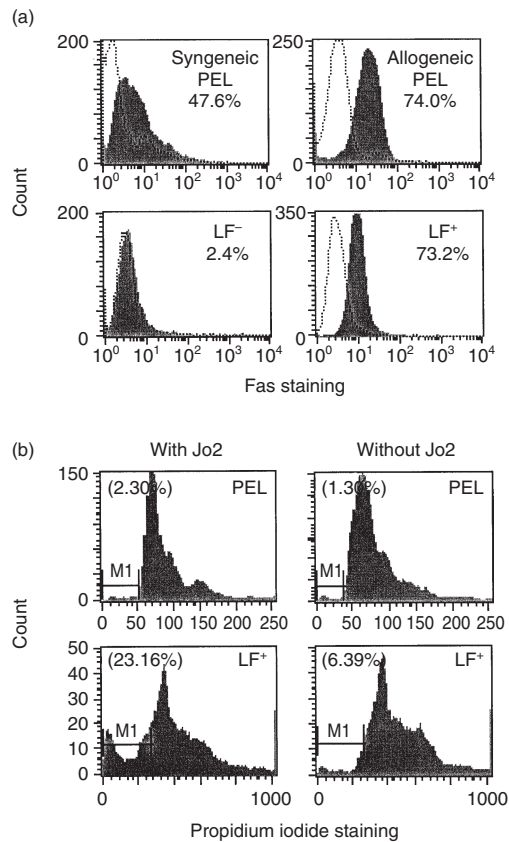 (a)
200
Syngeneic
PEL
47.6%
0
10⁰ 10¹ 10² 10³ 10⁴
250
Allogeneic
PEL
74.0%
0
10⁰ 10¹ 10² 10³ 10⁴
Count
200
LF⁻
2.4%
0
10⁰ 10¹ 10² 10³ 10⁴
350
LF⁺
73.2%
0
10⁰ 10¹ 10² 10³ 10⁴
Fas staining
(b)
With Jo2
Without Jo2
150
(2.30%) PEL
M1
0
0 50 100 150 200 250
(1.30%) PEL
M1
0 50 100 150 200 250
Count
50
40
30
20
10
0
(23.16%) LF⁺
M1
0 1000
(6.39%) LF⁺
M1
0 1000
Propidium iodide staining